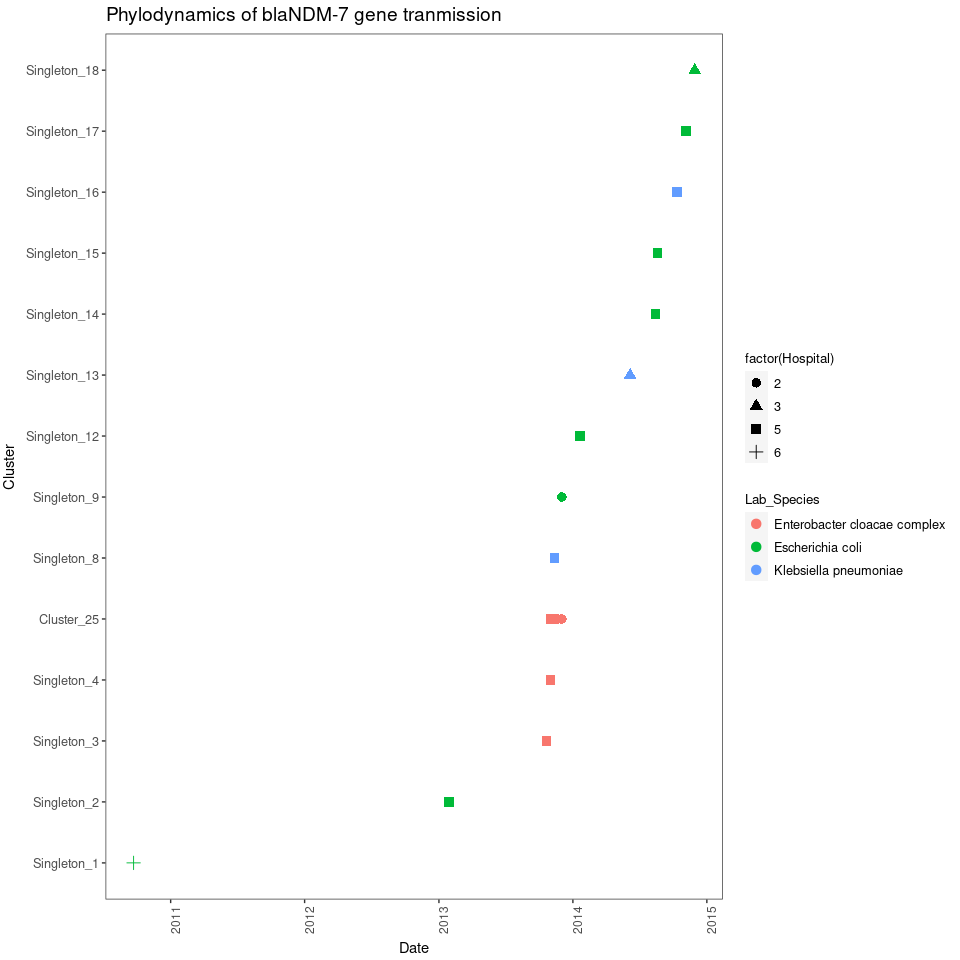 Phylodynamics of blaNDM-7 gene tranmission
Singleton_18
Singleton_17
Singleton_16
Singleton_15
Singleton_14
Singleton_13
Singleton_12
Singleton_9
Singleton_8
Cluster_25
Singleton_4
Singleton_3
Singleton_2
Singleton_1
Cluster
2011
2012
2013
2014
2015
Date
factor(Hospital)
2
3
5
6
Lab_Species
Enterobacter cloacae complex
Escherichia coli
Klebsiella pneumoniae